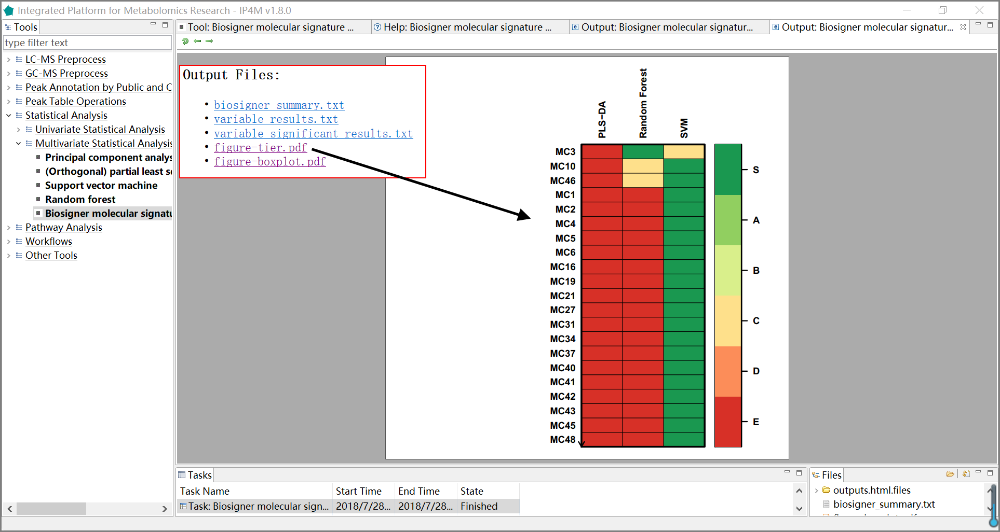 Integrated Platform for Metabolomics Research - IP4M v1.8.0
Tools
type filter text
LC-MS Preprocess
GC-MS Preprocess
Peak Annotation by Public and C
Peak Table Operations
Statistical Analysis
Univariate Statistical Analysis
Multivariate Statistical Analysis
Principal component analys
(Orthogonal) partial least s
Support vector machine
Random forest
Biosigner molecular signatu
Pathway Analysis
Workflows
Other Tools
Tool: Biosigner molecular signature ...
Help: Biosigner molecular signature ...
Output: Biosigner molecular signatur...
Output: Biosigner molecular signatur...
Output Files:
• biosigner_summary.txt
• variable_results.txt
• variable_significant_results.txt
• figure-tier.pdf
• figure-boxplot.pdf
PLS-DA
Random Forest
SVM
MC3
MC10
MC46
MC1
MC2
MC4
MC5
MC6
MC16
MC19
MC21
MC27
MC31
MC34
MC37
MC40
MC41
MC42
MC43
MC45
MC48
S
A
B
C
D
E
Tasks
Task Name Start Time End Time State
Task: Biosigner molecular sign... 2018/7/28... 2018/7/28... Finished
Files
outputs.html.files
biosigner_summary.txt